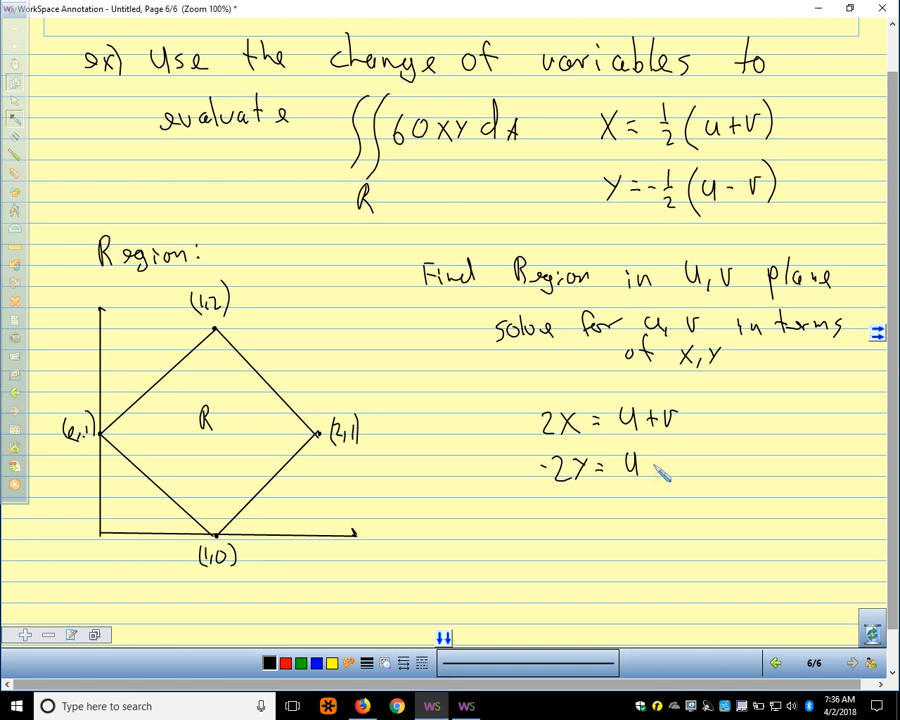 WorkSpace Annotation - Untitled, Page 6/6 (Zoom 100%) *
ex) Use the change of variables to
evaluate ∬ 60xy dA x = 1/2 (u+v)
R y = -1/2 (u - v)
Region:
Find Region in u,v plane
(1,2)
solve for u, v in terms
of x,y
R
(0,1)
(2,1)
2x = u+v
-2y = u
(1,0)
6/6
Type here to search
WS WS
7:36 AM
4/2/2018